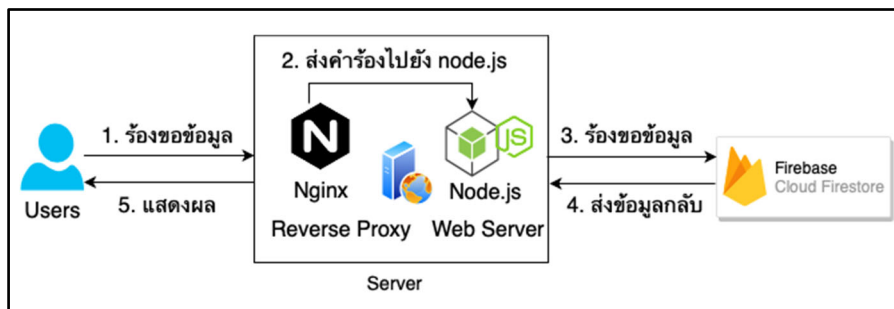 2. ส่งคำร้องไปยัง node.js
1. ร้องขอข้อมูล
N
JS
3. ร้องขอข้อมูล
Firebase
Cloud Firestore
Users
5. แสดงผล
Nginx
Node.js
4. ส่งข้อมูลกลับ
Reverse Proxy
Web Server
Server